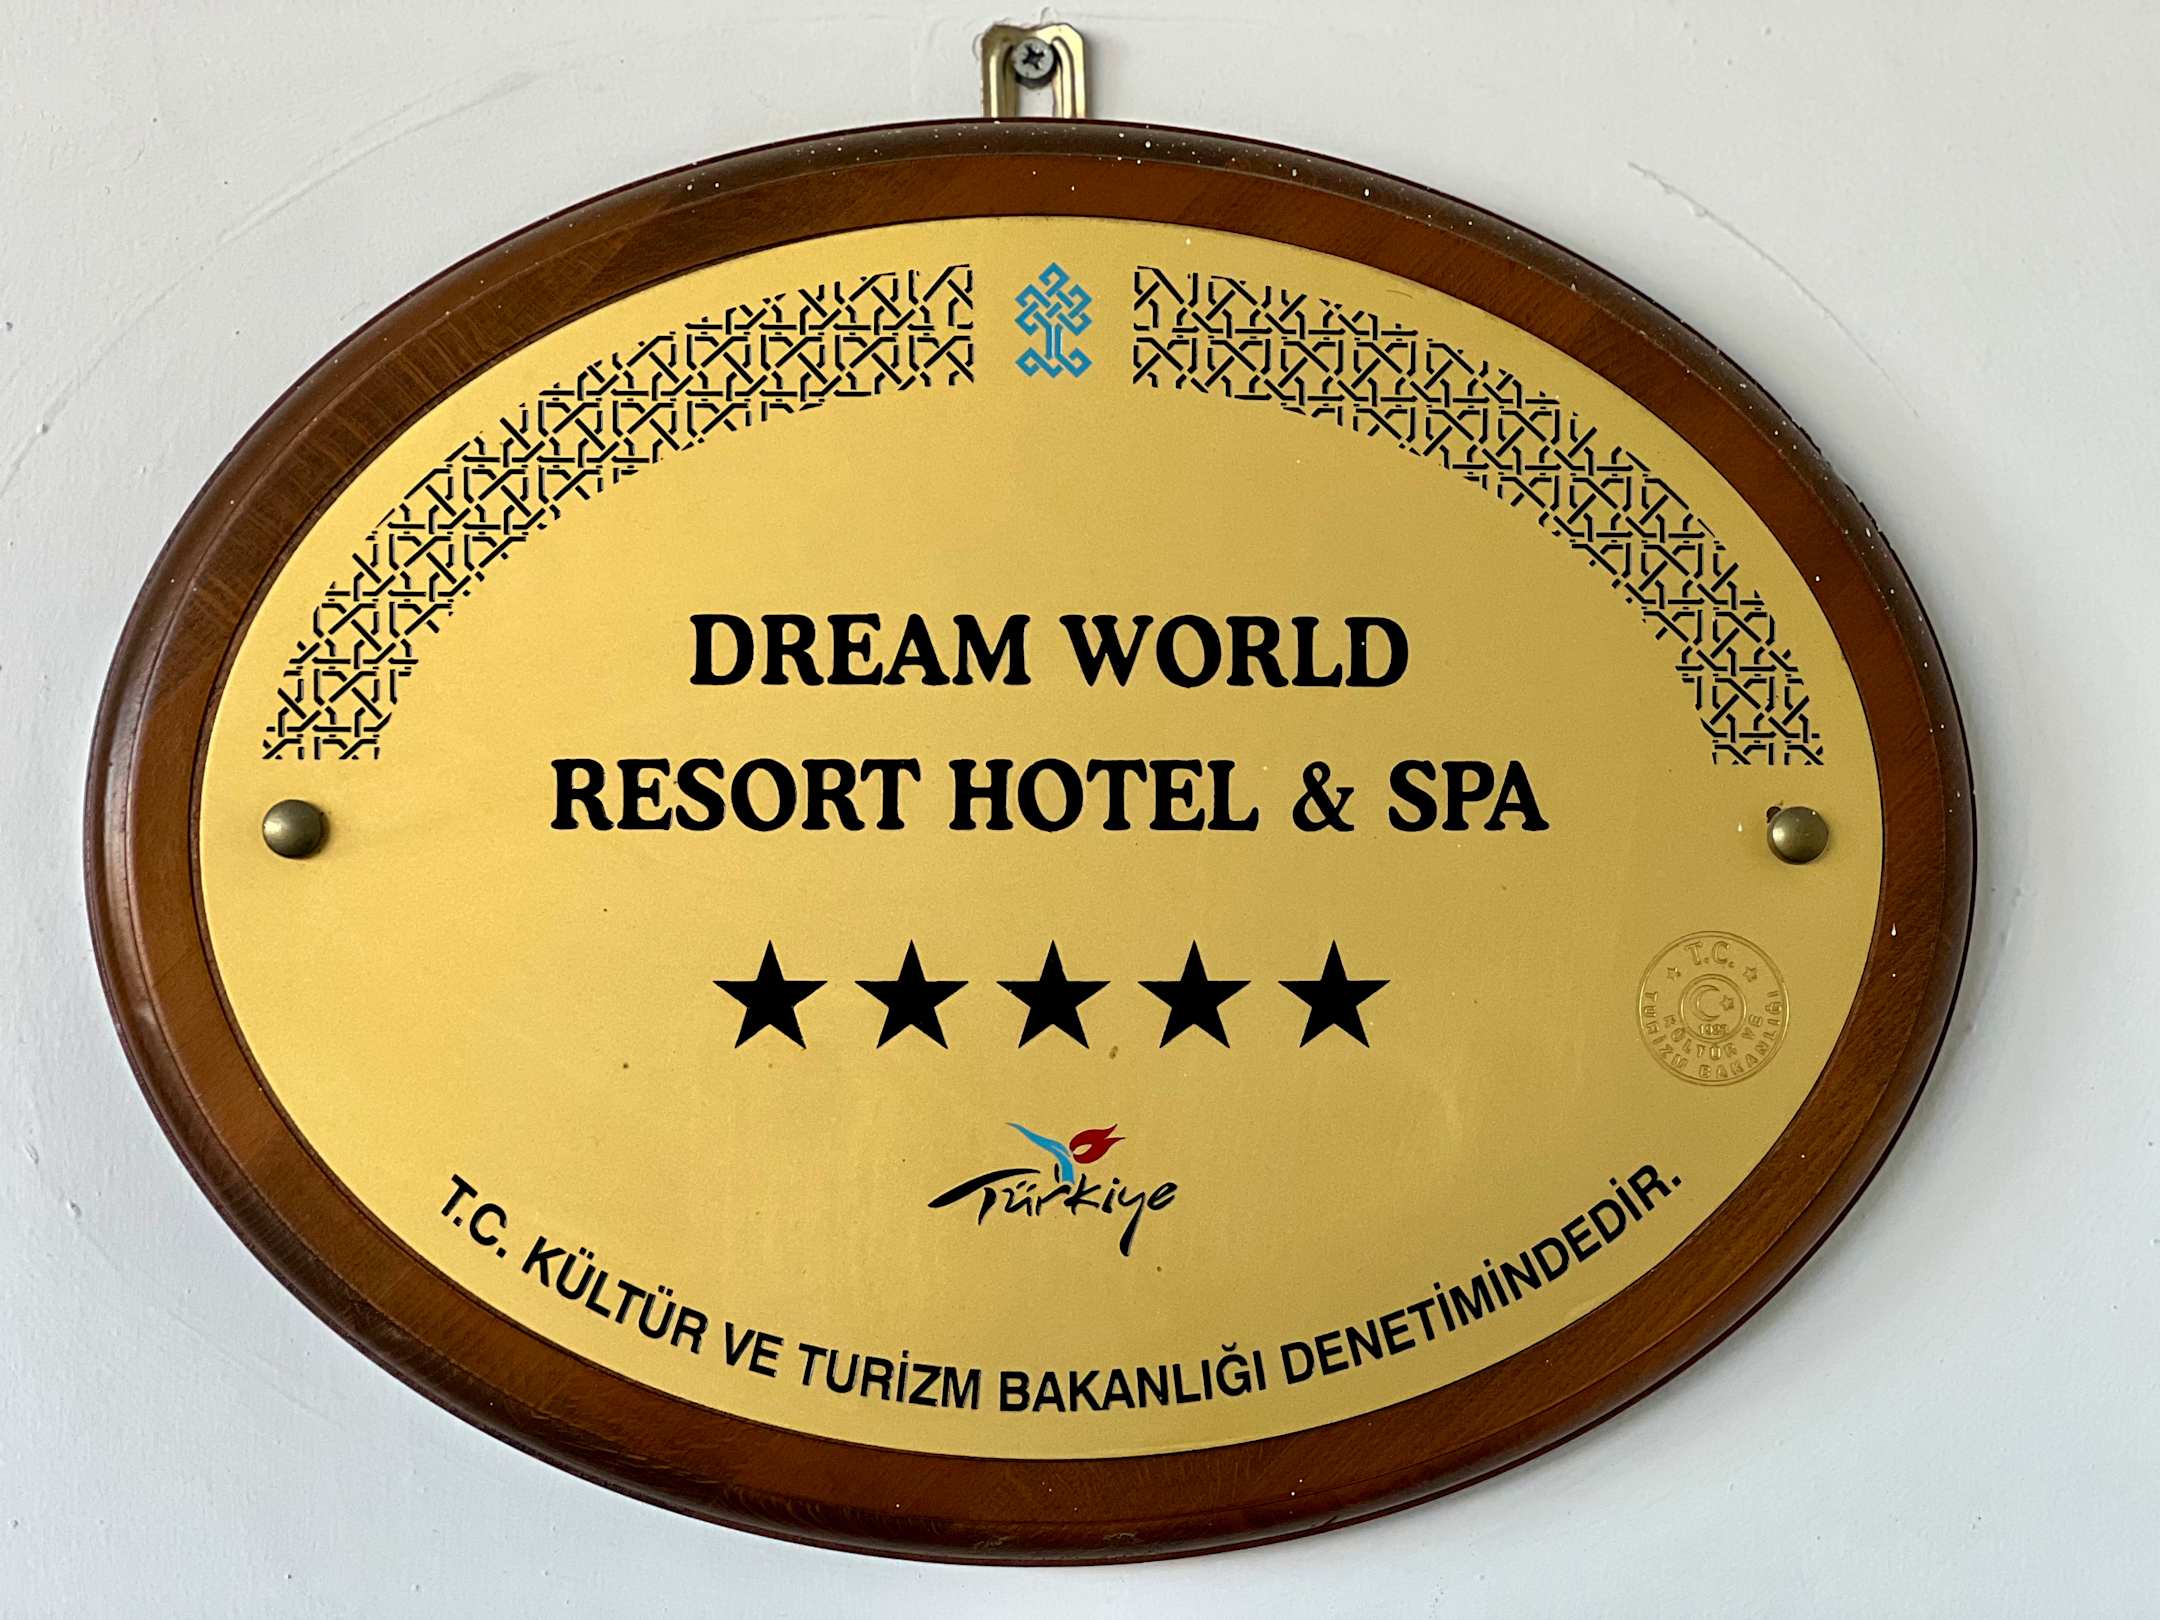 DREAM WORLD
RESORT HOTEL & SPA
T.C.
KÜLTÜR VE
TURİZM BAKANLIĞI
Türkiye
T.C. KÜLTÜR VE TURİZM BAKANLIĞI DENETİMİNDEDİR.